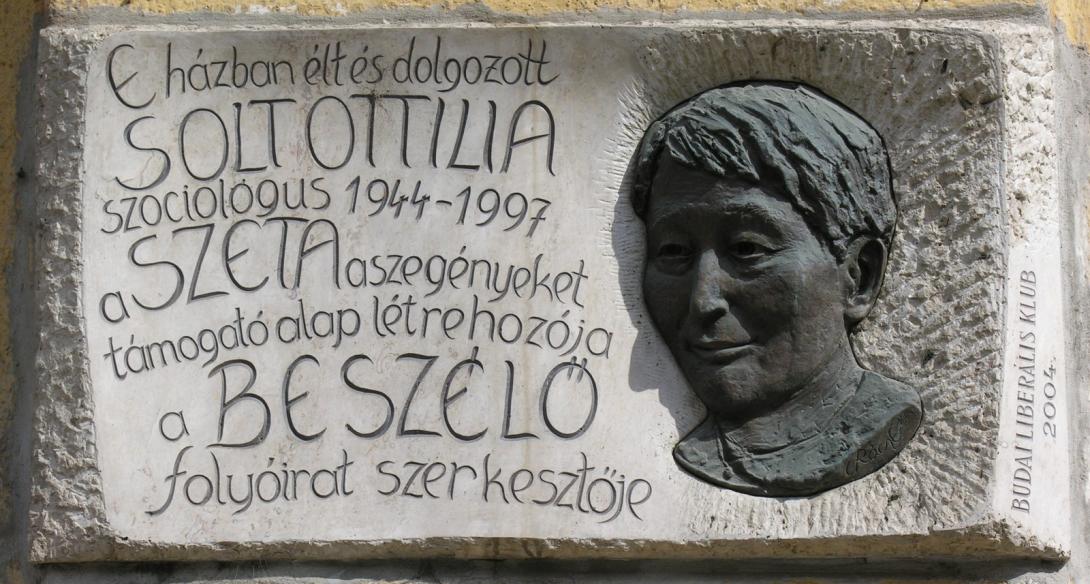 E házban élt és dolgozott
SOLT OTTILIA
szociológus 1944-1997
a SZETA a szegényeket
támogató alap létrehozója
a BESZÉLŐ
folyóirat szerkesztője
BUDAI LIBERÁLIS KLUB
2004